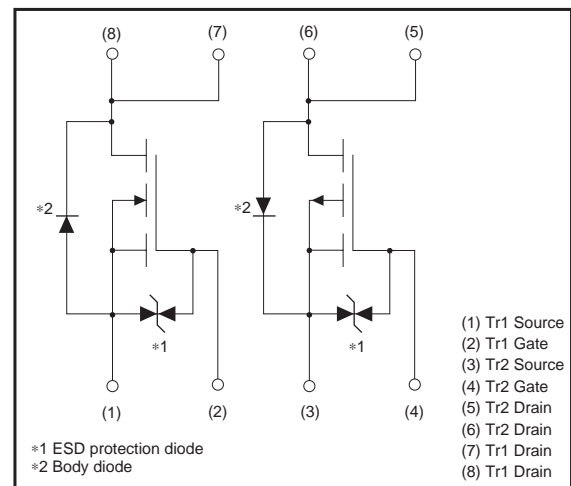 (8) (7) (6) (5)
*2 *2
*1 *1
(1) (2) (3) (4)
(1) Tr1 Source
(2) Tr1 Gate
(3) Tr2 Source
(4) Tr2 Gate
(5) Tr2 Drain
(6) Tr2 Drain
(7) Tr1 Drain
(8) Tr1 Drain
*1 ESD protection diode
*2 Body diode